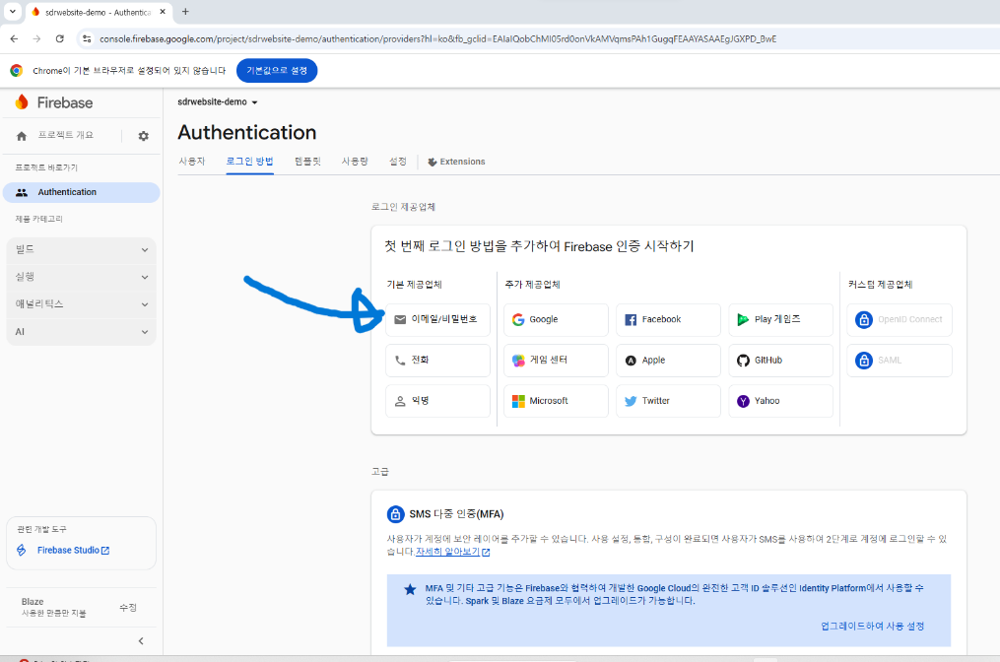 sdrwebsite-demo - Authentica
console.firebase.google.com/project/sdrwebsite-demo/authentication/providers?hl=ko&fb_gclid=EAIaIQobChMI05rd0onVkAMVqmsPAh1GugqFEAAYASAAEgJGXPD_BwE
Chrome이 기본 브라우저로 설정되어 있지 않습니다
기본값으로 설정
Firebase
프로젝트 개요
프로젝트 바로가기
Authentication
제품 카테고리
빌드
실행
애널리틱스
AI
관련 개발 도구
Firebase Studio
Blaze
사용한 만큼만 지불
수정
sdrwebsite-demo
Authentication
사용자
로그인 방법
템플릿
사용량
설정
Extensions
로그인 제공업체
첫 번째 로그인 방법을 추가하여 Firebase 인증 시작하기
기본 제공업체
이메일/비밀번호
전화
익명
추가 제공업체
Google
Facebook
Play 게임즈
게임 센터
Apple
GitHub
Microsoft
Twitter
Yahoo
커스텀 제공업체
OpenID Connect
SAML
고급
SMS 다중 인증(MFA)
사용자가 계정에 보안 레이어를 추가할 수 있습니다. 사용 설정, 통합, 구성이 완료되면 사용자가 SMS를 사용하여 2단계로 계정에 로그인할 수 있
습니다. 자세히 알아보기
MFA 및 기타 고급 기능은 Firebase와 협력하여 개발한 Google Cloud의 완전한 고객 ID 솔루션인 Identity Platform에서 사용할 수
있습니다. Spark 및 Blaze 요금제 모두에서 업그레이드가 가능합니다.
업그레이드하여 사용 설정